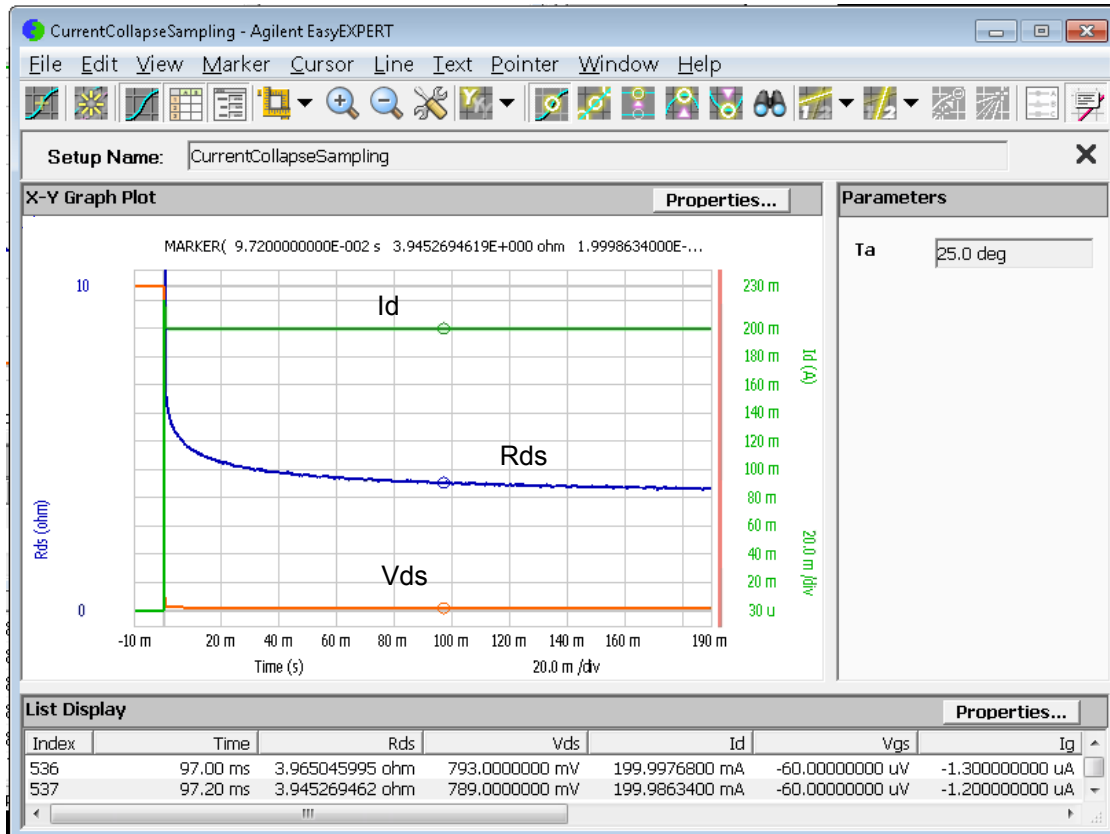 CurrentCollapseSampling - Agilent EasyEXPERT
File Edit View Marker Cursor Line Text Pointer Window Help
Setup Name: CurrentCollapseSampling
X-Y Graph Plot Properties... Parameters
MARKER( 9.7200000000E-002 s 3.9452694619E+000 ohm 1.9998634000E-...
Ta 25.0 deg
10
0
Rds (ohm)
Id
Rds
Vds
230 m
200 m
180 m
160 m
140 m
120 m
100 m
80 m
60 m
40 m
20 m
30 u
Id (A)
20.0 m /div
-10 m 20 m 40 m 60 m 80 m 100 m 120 m 140 m 160 m 190 m
Time (s) 20.0 m /div
List Display Properties...
Index Time Rds Vds Id Vgs Ig
536 97.00 ms 3.965045995 ohm 793.0000000 mV 199.9976800 mA -60.00000000 uV -1.300000000 uA
537 97.20 ms 3.945269462 ohm 789.0000000 mV 199.9863400 mA -60.00000000 uV -1.200000000 uA